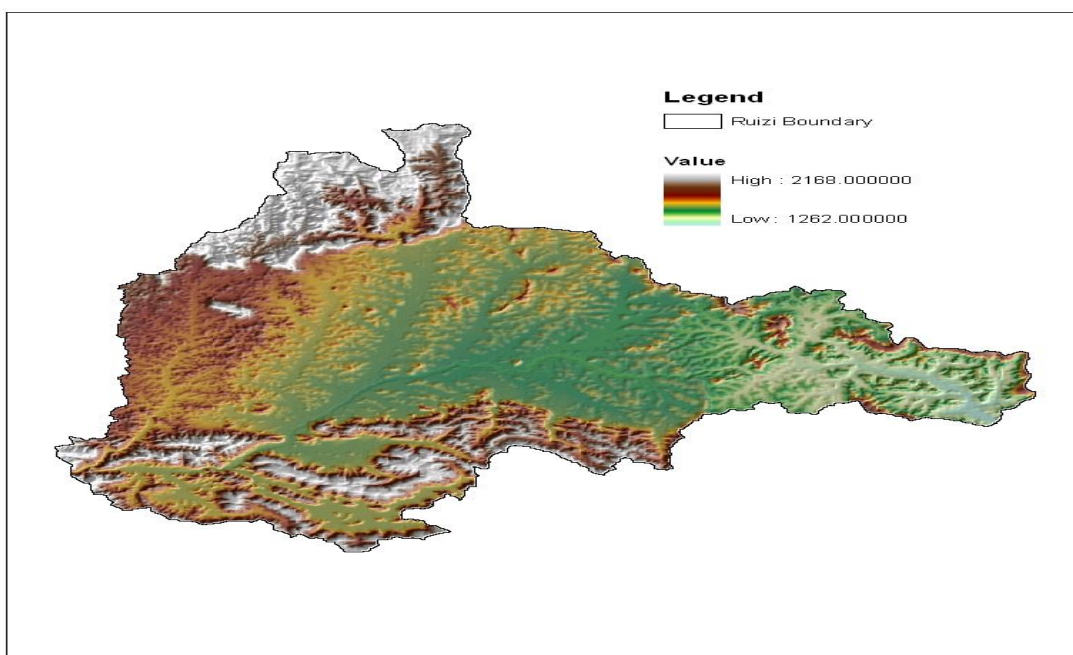 Legend
Ruizi Boundary
Value
High : 2168.000000
Low : 1262.000000